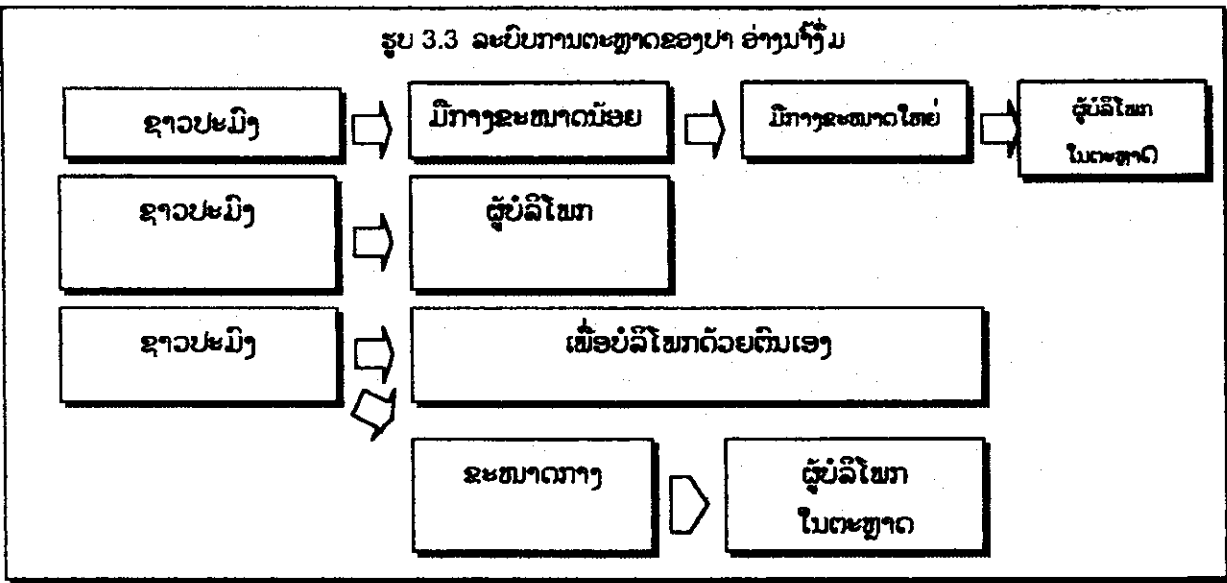 ຮູບ 3.3 ລະບົບການຕະຫຼາດຂອງປາ ອ່າງນໍ້າງື່ມ
ຊາວປະມົງ
ມືກາງຂະໜາດນ້ອຍ
ມືກາງຂະໜາດໃຫຍ່
ຜູ້ບໍລິໂພກ
ໃນຕະຫຼາດ
ຊາວປະມົງ
ຜູ້ບໍລິໂພກ
ຊາວປະມົງ
ເພື່ອບໍລິໂພກດ້ວຍຕົນເອງ
ຂະໜາດກາງ
ຜູ້ບໍລິໂພກ
ໃນຕະຫຼາດ